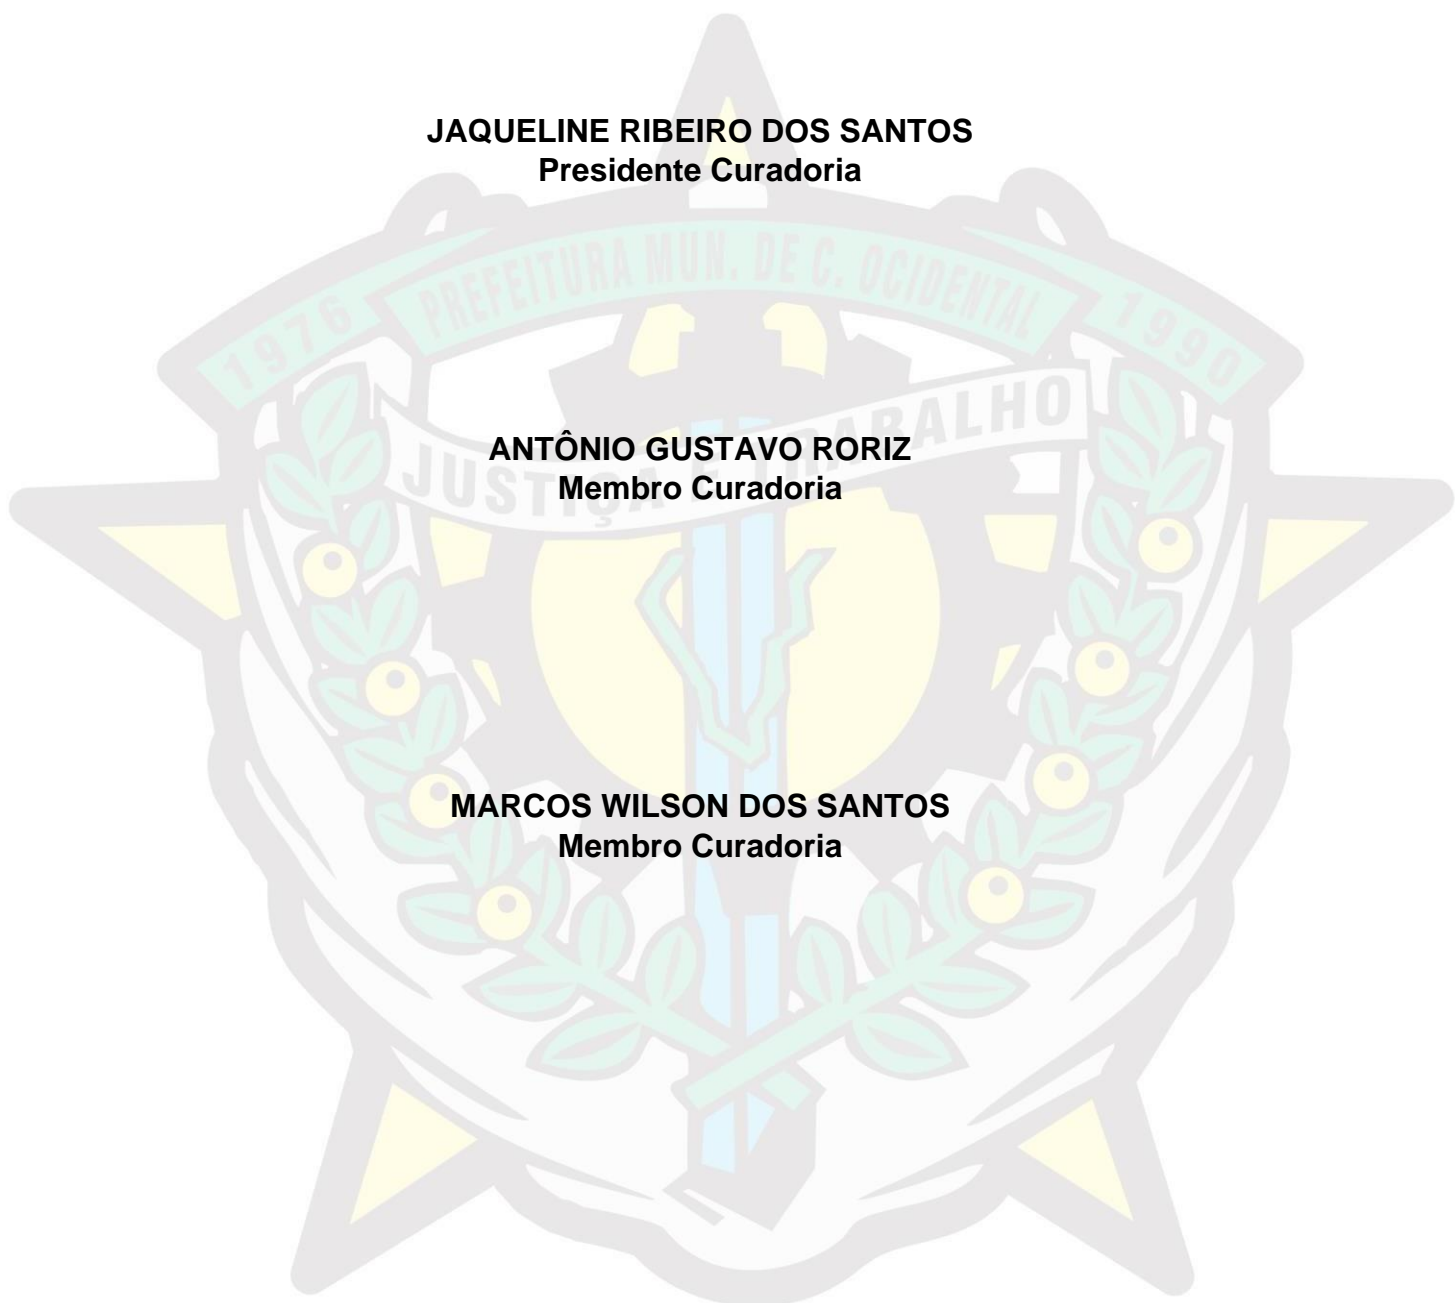 JAQUELINE RIBEIRO DOS SANTOS
Presidente Curadoria
PREFEITURA MUN. DE C. OCIDENTAL
1976
1990
JUSTIÇA E TRABALHO
ANTÔNIO GUSTAVO RORIZ
Membro Curadoria
MARCOS WILSON DOS SANTOS
Membro Curadoria